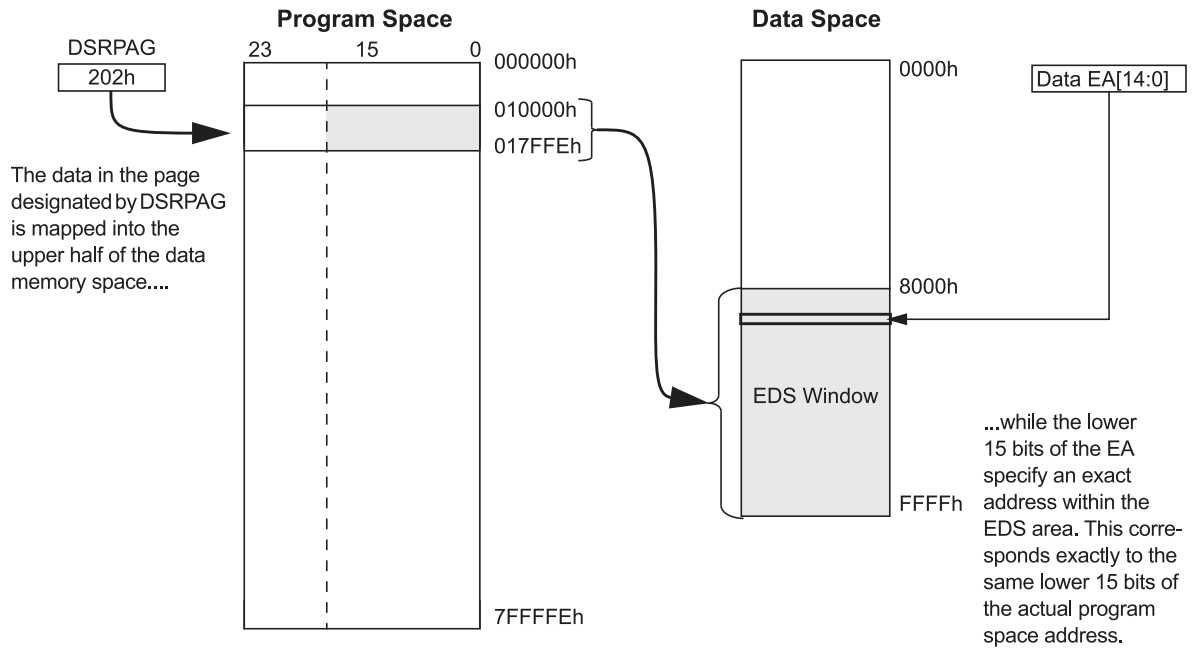 Program Space
Data Space
DSRPAG
202h
23 15 0
000000h
010000h
017FFEh
7FFFFEh
The data in the page
designated by DSRPAG
is mapped into the
upper half of the data
memory space....
0000h
8000h
EDS Window
FFFFh
Data EA[14:0]
...while the lower
15 bits of the EA
specify an exact
address within the
EDS area. This corre-
sponds exactly to the
same lower 15 bits of
the actual program
space address.